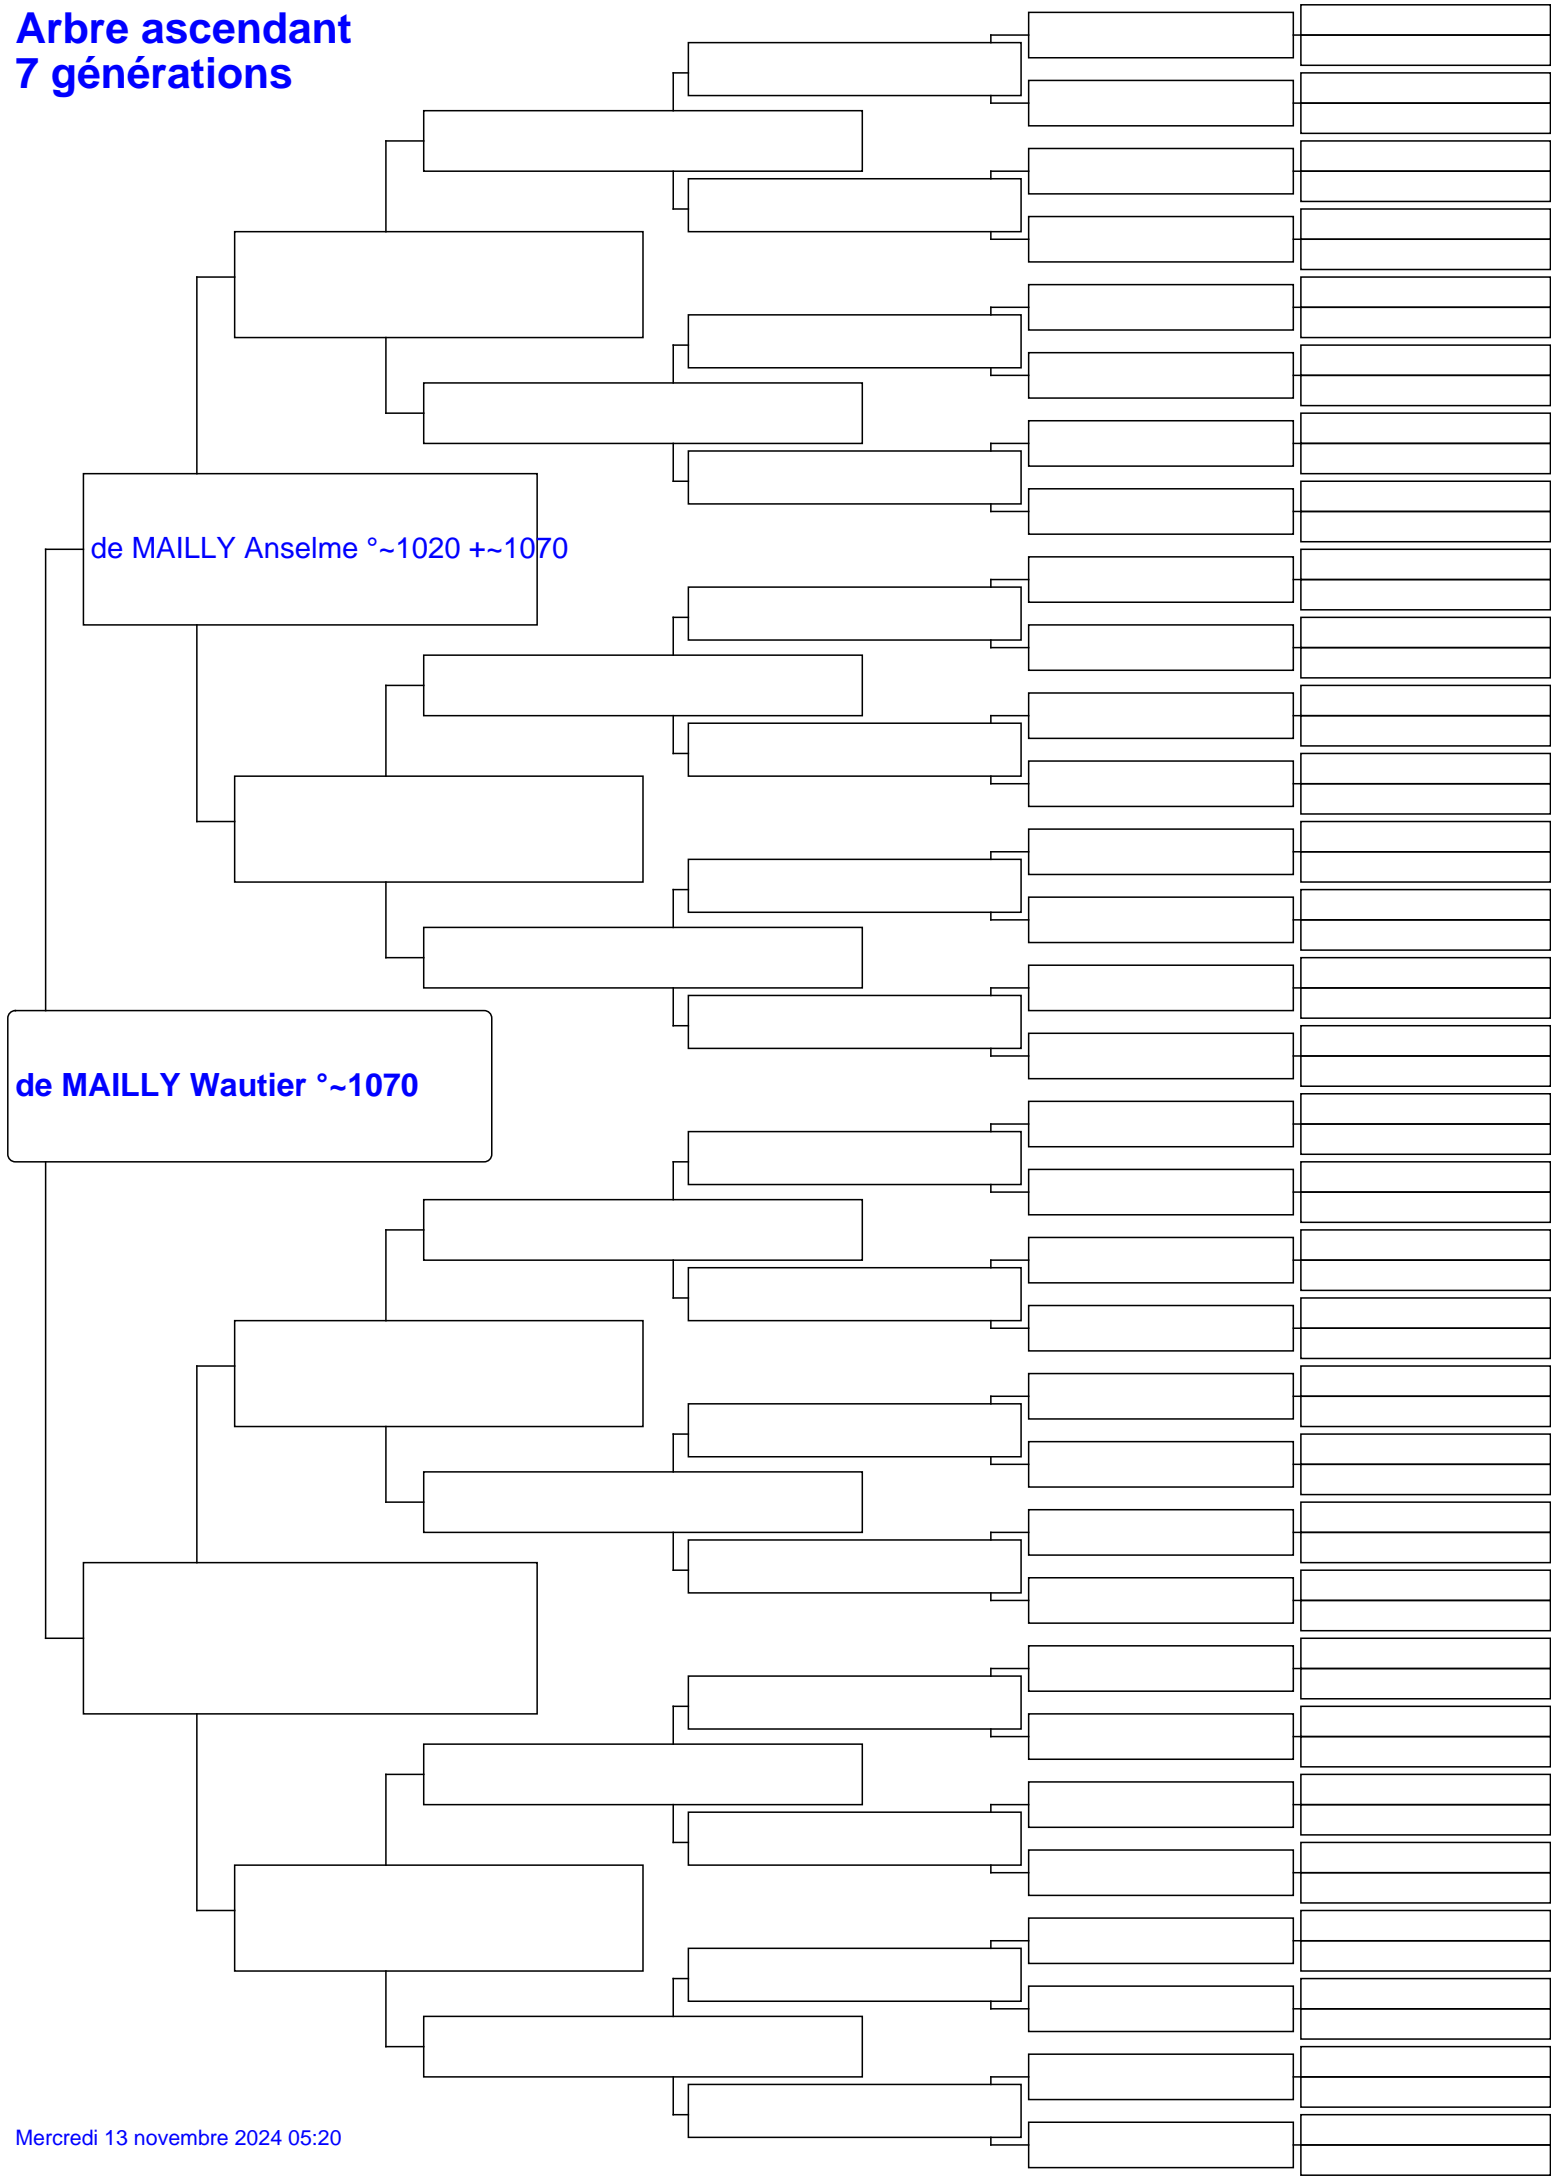 Arbre ascendant
7 générations
de MAILLY Anselme °~1020 +~1070
de MAILLY Wautier °~1070
Mercredi 13 novembre 2024 05:20